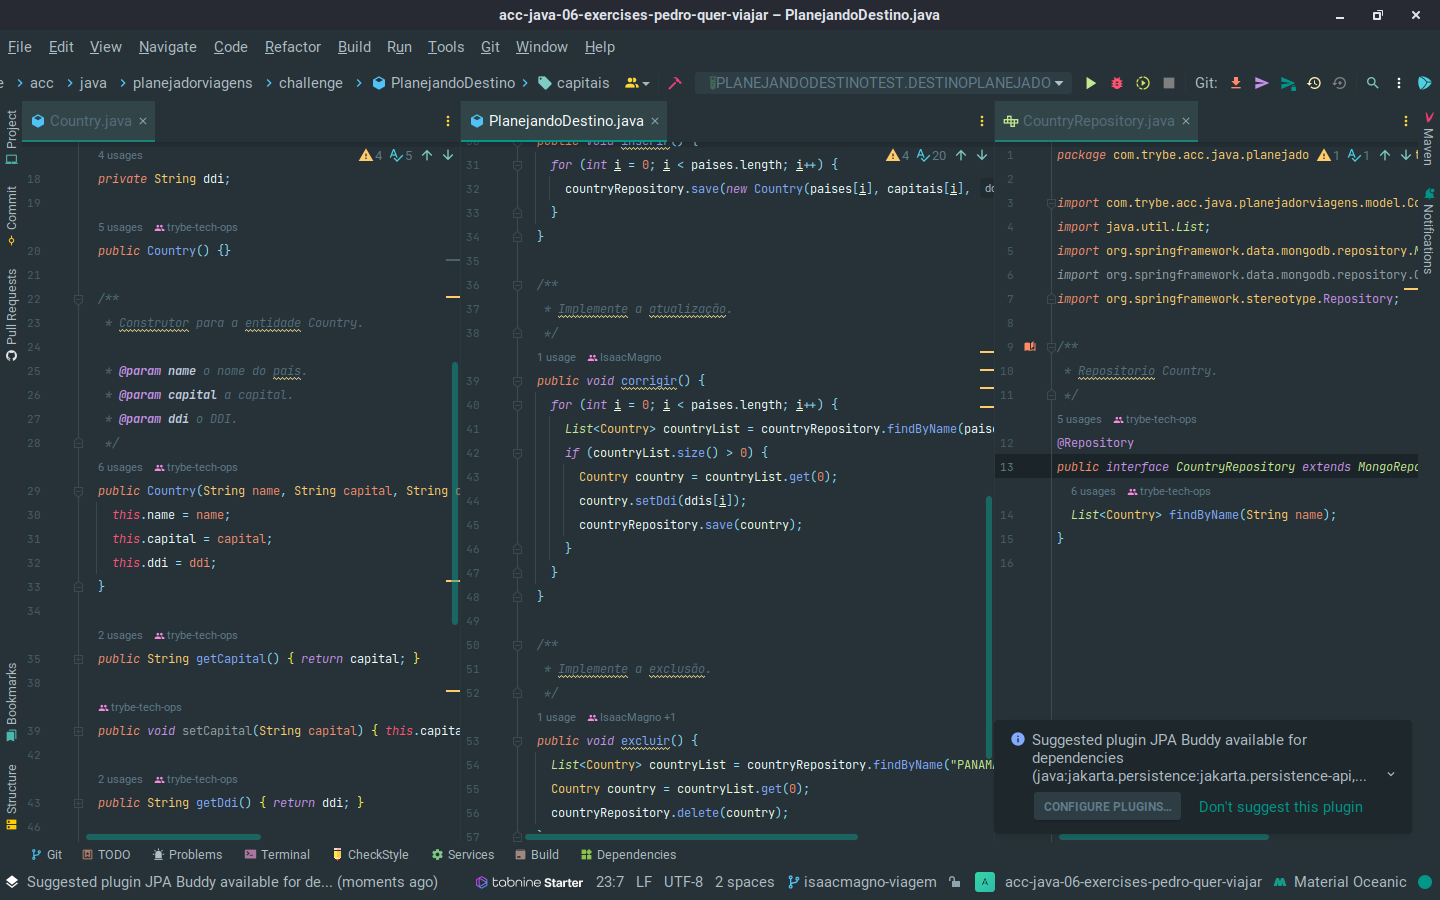 acc-java-06-exercises-pedro-quer-viajar – PlanejandoDestino.java
File Edit View Navigate Code Refactor Build Run Tools Git Window Help
acc java planejadorviagens challenge PlanejandoDestino capitais PLANEJANDODESTINOTEST.DESTINOPLANEJADO Git:
Project
Commit
Pull Requests
Bookmarks
Structure
Country.java
4 usages
4 5
18 private String ddi;
19
5 usages trybe-tech-ops
20 public Country() {}
21
22 /**
23 * Construtor para a entidade Country.
24
25 * @param name o nome do país.
26 * @param capital a capital.
27 * @param ddi o DDI.
28 */
6 usages trybe-tech-ops
29 public Country(String name, String capital, String
30 this.name = name;
31 this.capital = capital;
32 this.ddi = ddi;
33 }
34
2 usages trybe-tech-ops
35 public String getCapital() { return capital; }
38
trybe-tech-ops
39 public void setCapital(String capital) { this.capita
42
2 usages trybe-tech-ops
43 public String getDdi() { return ddi; }
46
PlanejandoDestino.java
4 20
30 public void inserir() {
31 for (int i = 0; i < paises.length; i++) {
32 countryRepository.save(new Country(paises[i], capitais[i],
33 }
34 }
35
36 /**
37 * Implemente a atualização.
38 */
1 usage IsaacMagno
39 public void corrigir() {
40 for (int i = 0; i < paises.length; i++) {
41 List<Country> countryList = countryRepository.findByName(paise
42 if (countryList.size() > 0) {
43 Country country = countryList.get(0);
44 country.setDdi(ddis[i]);
45 countryRepository.save(country);
46 }
47 }
48 }
49
50 /**
51 * Implemente a exclusão.
52 */
1 usage IsaacMagno +1
53 public void excluir() {
54 List<Country> countryList = countryRepository.findByName("PANAMA
55 Country country = countryList.get(0);
56 countryRepository.delete(country);
57 }
CountryRepository.java
1 1
1 package com.trybe.acc.java.planejado
2
3 import com.trybe.acc.java.planejadorviagens.model.Co
4 import java.util.List;
5 import org.springframework.data.mongodb.repository.M
6 import org.springframework.data.mongodb.repository.Q
7 import org.springframework.stereotype.Repository;
8
9 /**
10 * Repositorio Country.
11 */
5 usages trybe-tech-ops
12 @Repository
13 public interface CountryRepository extends MongoRepo
6 usages trybe-tech-ops
14 List<Country> findByName(String name);
15 }
16
Maven
Notifications
Suggested plugin JPA Buddy available for
dependencies
(java:jakarta.persistence:jakarta.persistence-api,...
CONFIGURE PLUGINS... Don't suggest this plugin
Git TODO Problems Terminal CheckStyle Services Build Dependencies
Suggested plugin JPA Buddy available for de... (moments ago) tabnine Starter 23:7 LF UTF-8 2 spaces isaacmagno-viagem A acc-java-06-exercises-pedro-quer-viajar Material Oceanic